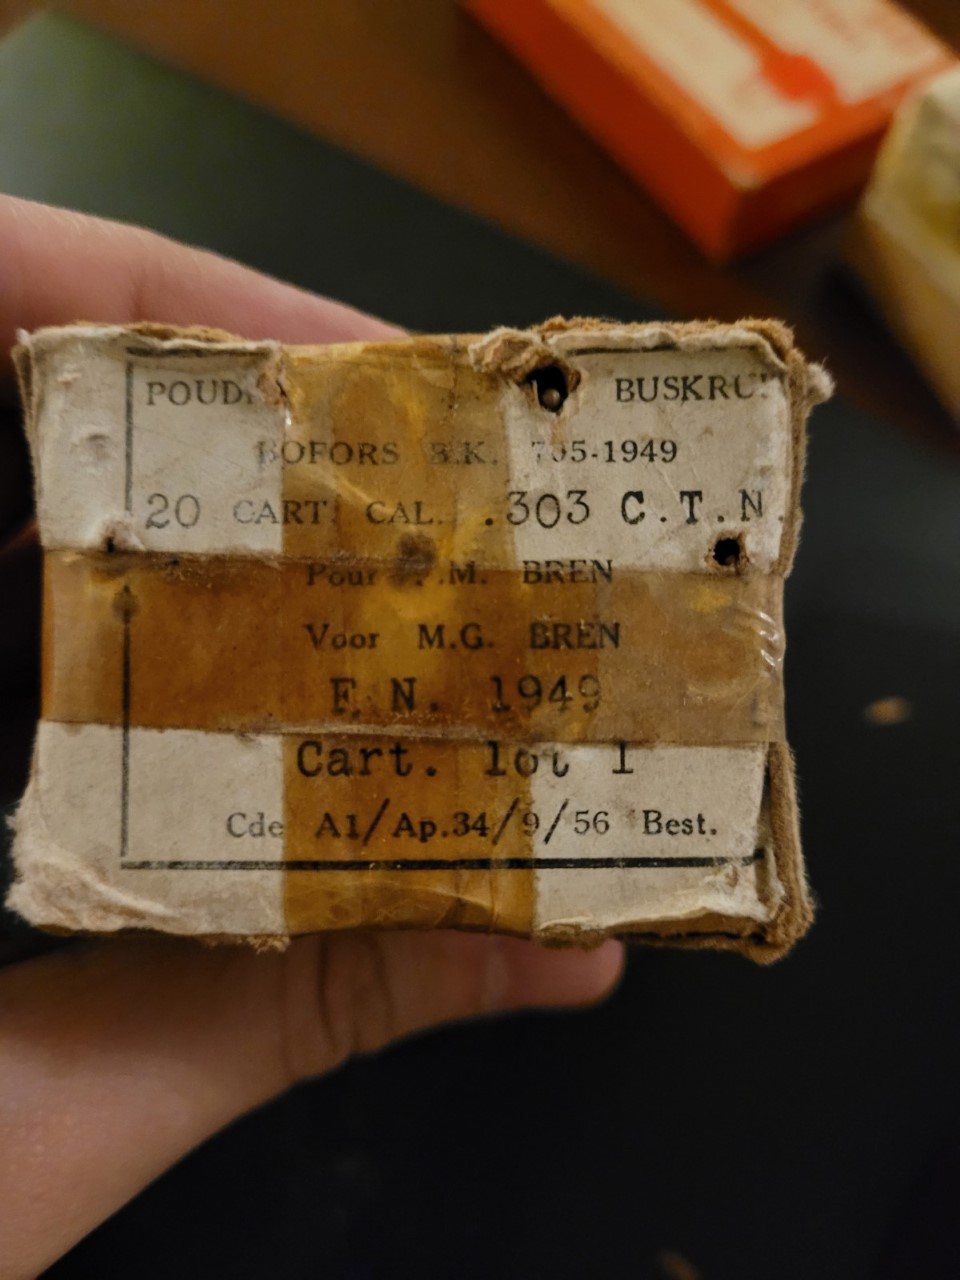 BOFORS B.K. 705-1949
20 CART. CAL. .303 C.T.N.
Pour F.M. BREN
Voor M.G. BREN
F.N. 1949
Cart. lot 1
Cde A1/Ap.34/9/56 Best.